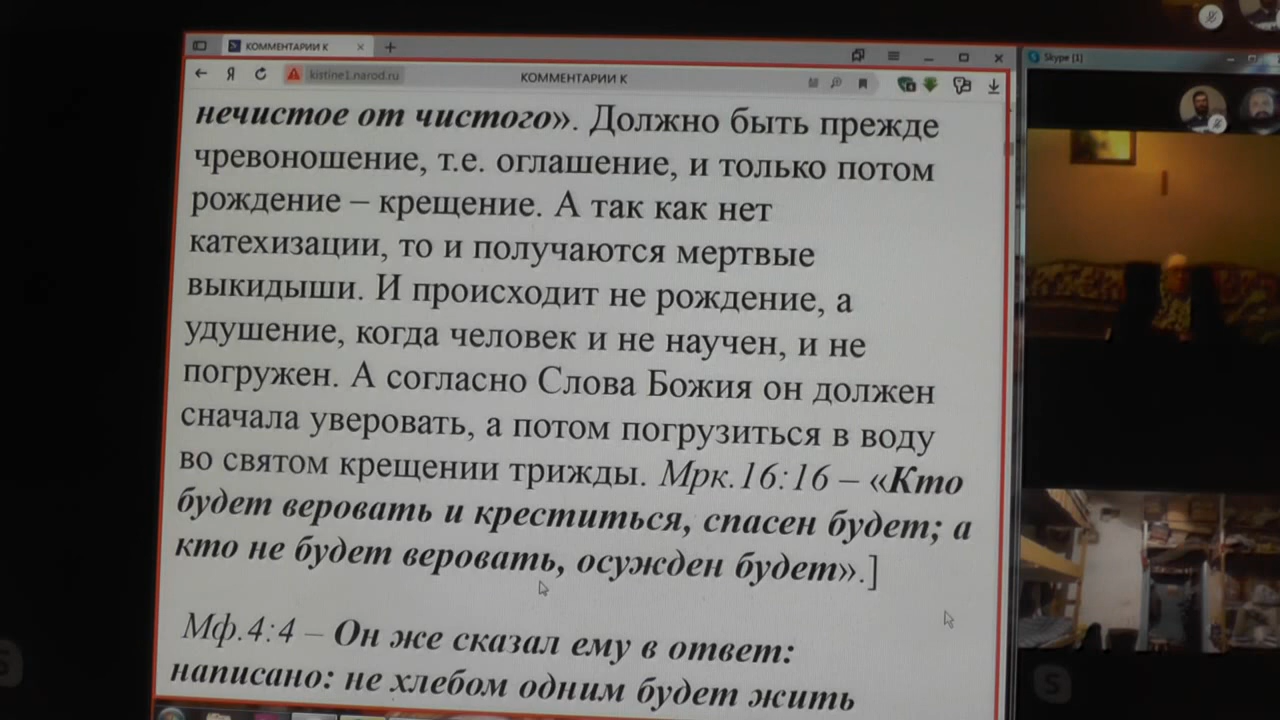 КОММЕНТАРИИ К
Skype [1]
kistine1.narod.ru
КОММЕНТАРИИ К
нечистое от чистого». Должно быть прежде
чревоношение, т.е. оглашение, и только потом
рождение – крещение. А так как нет
катехизации, то и получаются мертвые
выкидыши. И происходит не рождение, а
удушение, когда человек и не научен, и не
погружен. А согласно Слова Божия он должен
сначала уверовать, а потом погрузиться в воду
во святом крещении трижды. Мрк.16:16 – «Кто
будет веровать и креститься, спасен будет; а
кто не будет веровать, осужден будет».]
Мф.4:4 – Он же сказал ему в ответ:
написано: не хлебом одним будет жить